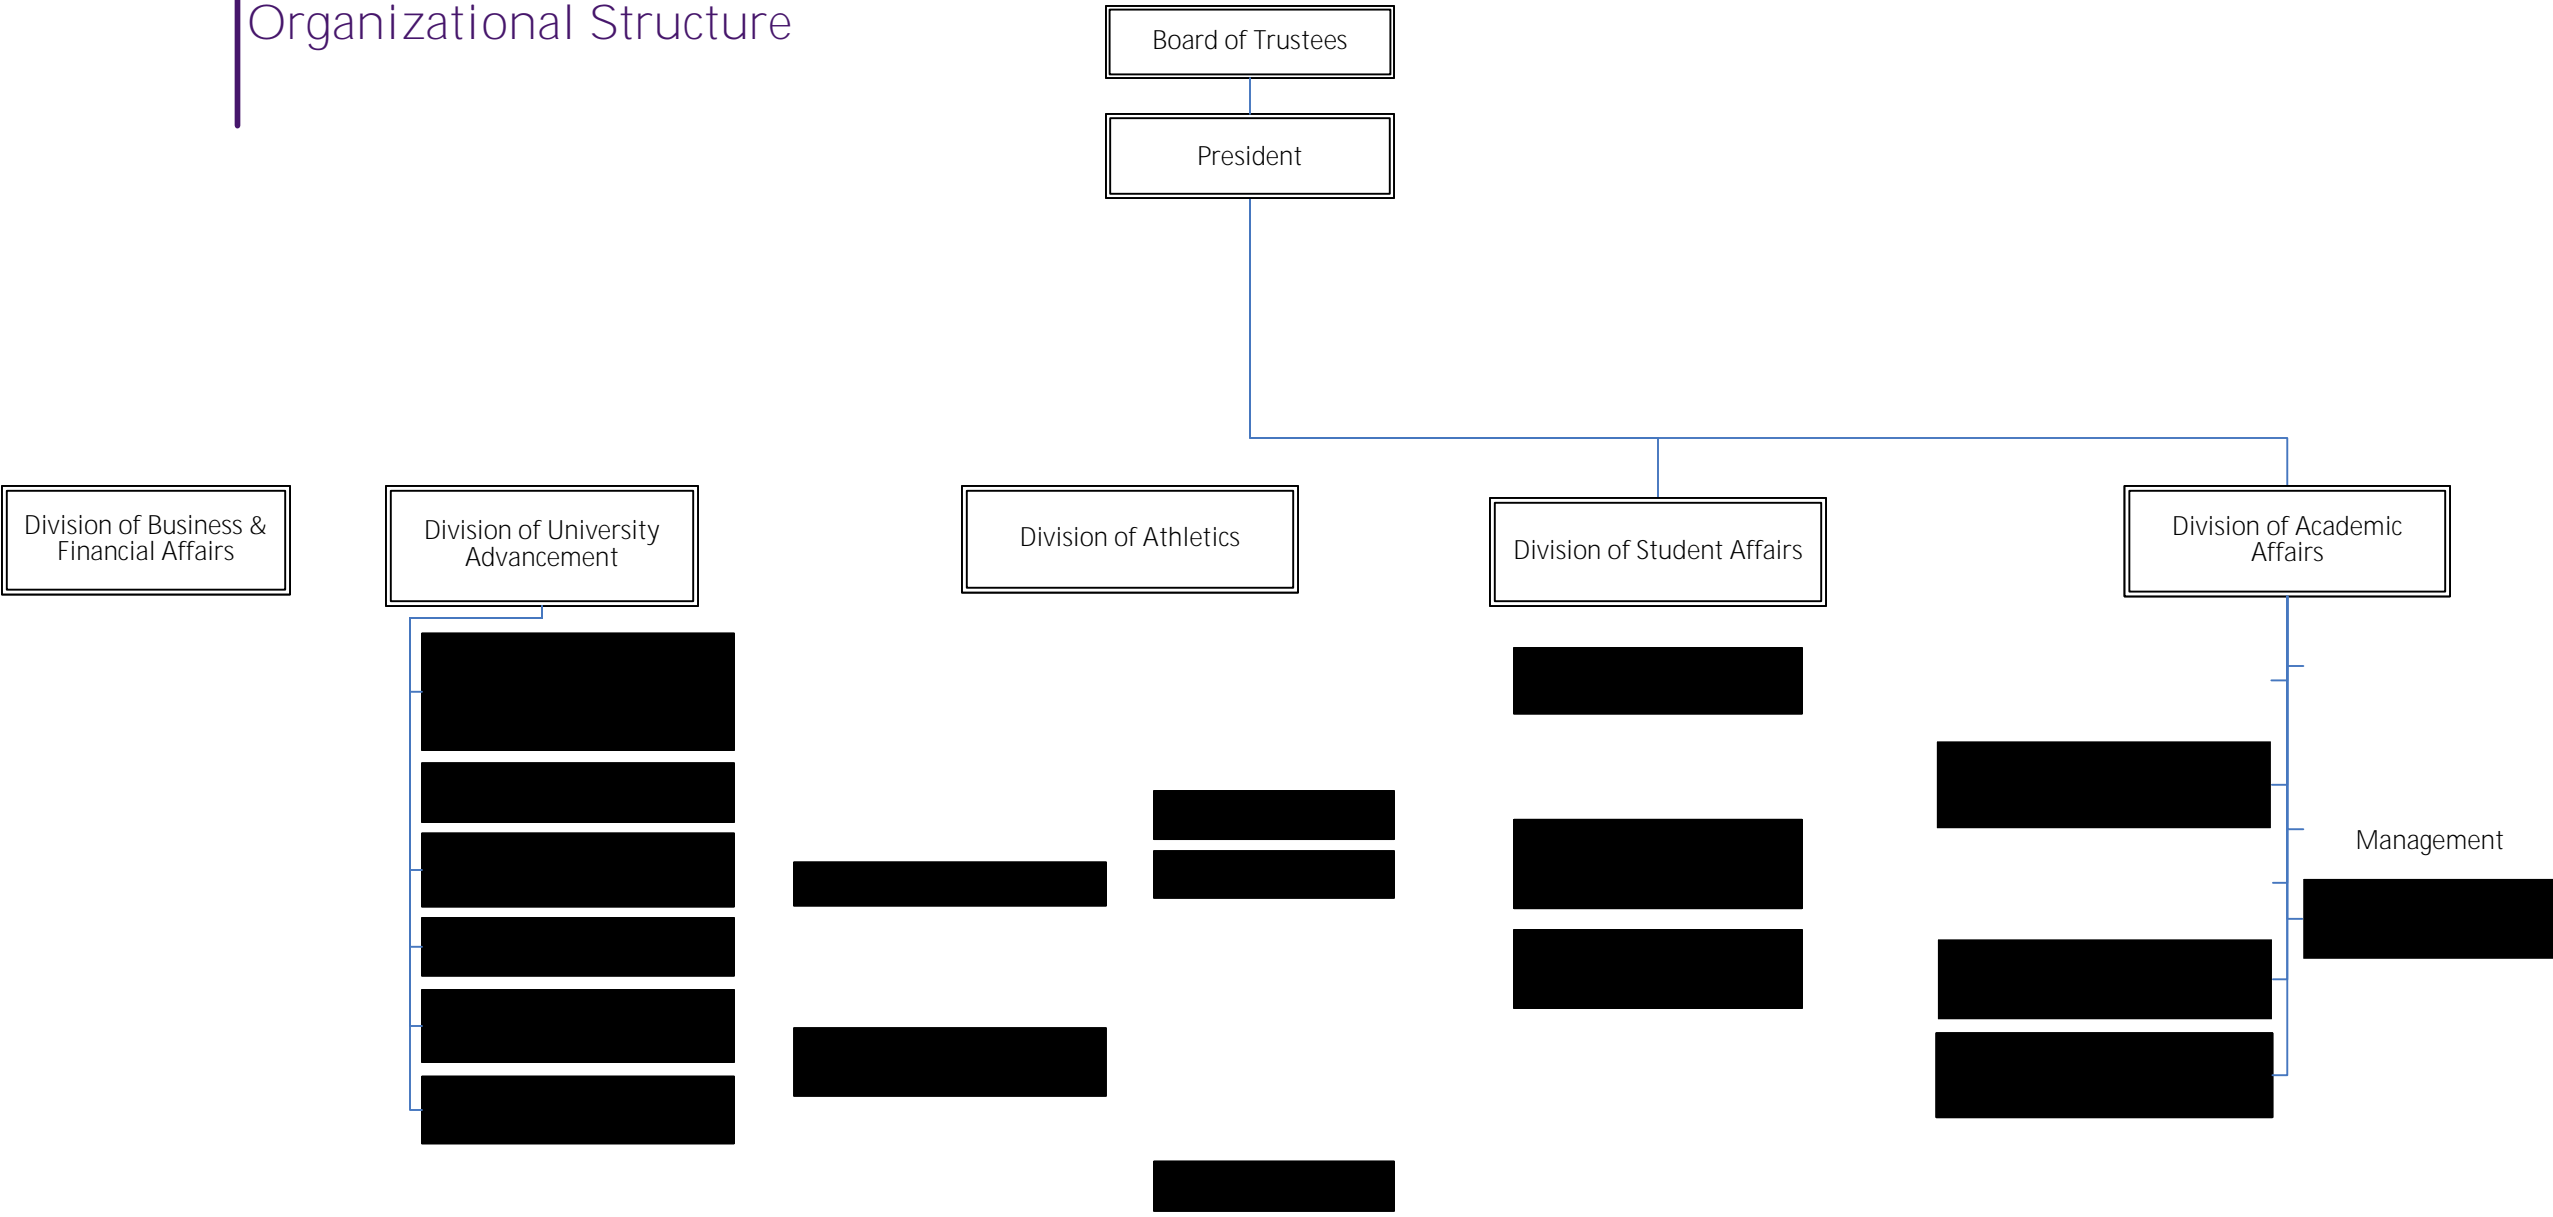 Organizational Structure
Board of Trustees
President
Division of Business &
Financial Affairs
Division of University
Advancement
Division of Athletics
Division of Student Affairs
Division of Academic
Affairs
Management